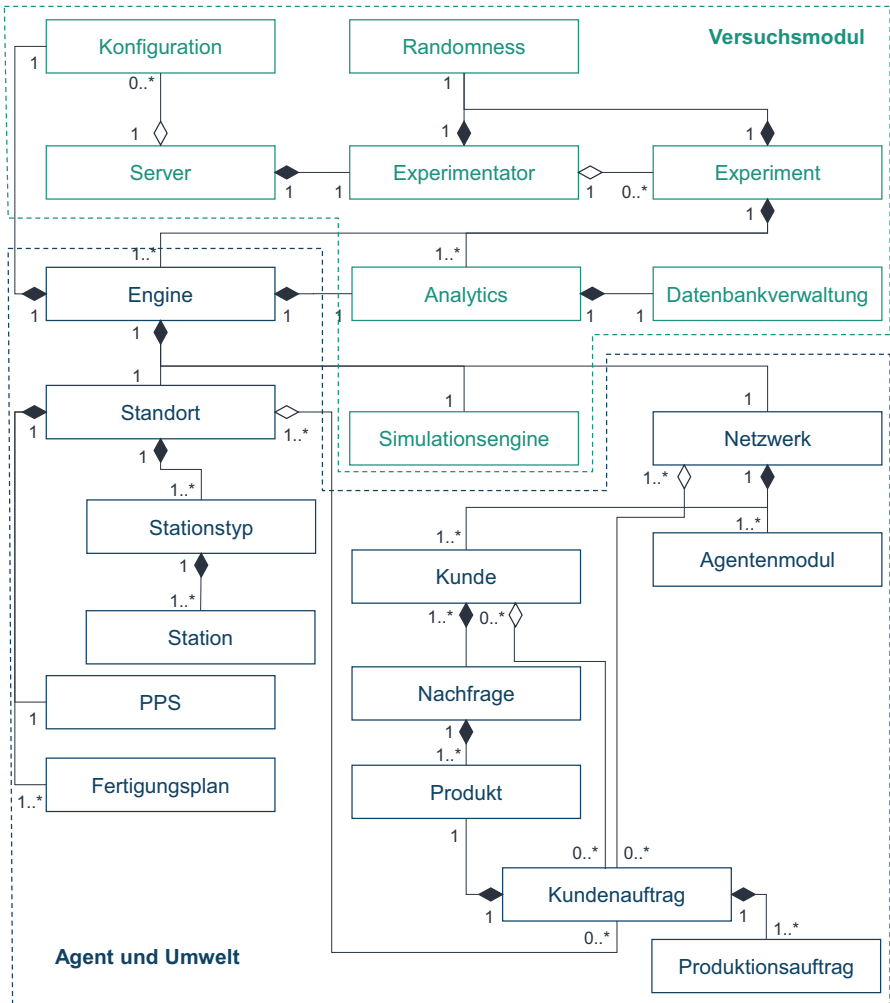 Konfiguration
Randomness
Versuchsmodul
1
0..*
1
1
1
1
Server
Experimentator
Experiment
1
1
1
0..*
1
1..*
1..*
Engine
Analytics
Datenbankverwaltung
1
1
1
1
1
1
1
1
1
Standort
Simulationsengine
Netzwerk
1
1..*
1
1..*
1
1..*
1..*
1..*
Stationstyp
Kunde
Agentenmodul
1
1..*
1..*
0..*
Station
Nachfrage
PPS
1
1
1..*
Fertigungsplan
Produkt
1..*
1
0..*
0..*
Kundenauftrag
1
1
0..*
1..*
Agent und Umwelt
Produktionsauftrag